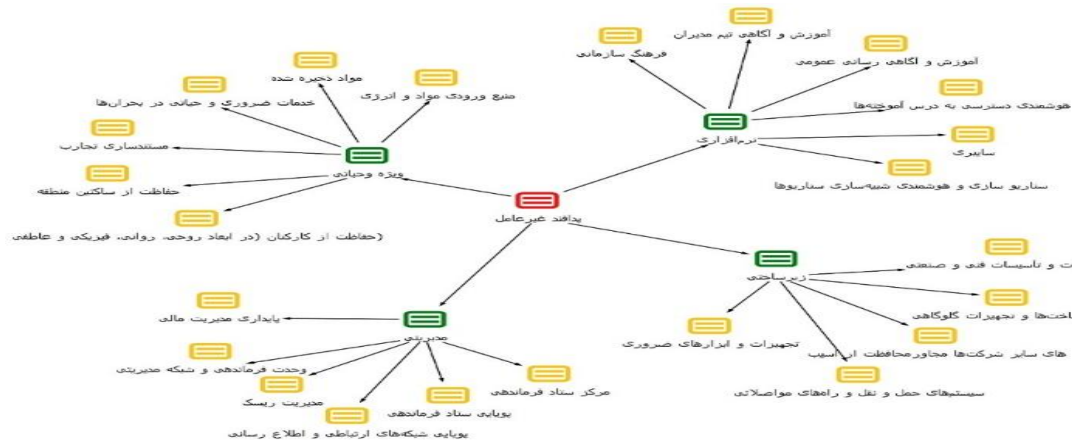 آموزش و آگاهی تیم مدیران
فرهنگ سازمانی
آموزش و آگاهی رسانی عمومی
هوشمندی دسترسی به درس آموخته‌ها
نرم‌افزاری
سایبری
سناریو سازی و هوشمندی شبیه‌سازی سناریوها
مواد ذخیره شده
منبع ورودی مواد و انرژی
خدمات ضروری و حیاتی در بحران‌ها
مستندسازی تجارب
ویژه وحیاتی
حفاظت از ساکنین منطقه
(حفاظت از کارکنان (در ابعاد روحی، روانی، فیزیکی و عاطفی
پدافند غیرعامل
ت و تأسیسات فنی و صنعتی
زیرساختی
اخت‌ها و تجهیزات گلوگاهی
تجهیزات و ابزارهای ضروری
های سایر شرکت‌ها مجاور محافظت از آسیب
سیستم‌های حمل و نقل و راه‌های مواصلاتی
پایداری مدیریت مالی
مدیریتی
وحدت فرماندهی و شبکه مدیریتی
مرکز ستاد فرماندهی
مدیریت ریسک
پویایی ستاد فرماندهی
پویایی شبکه‌های ارتباطی و اطلاع رسانی